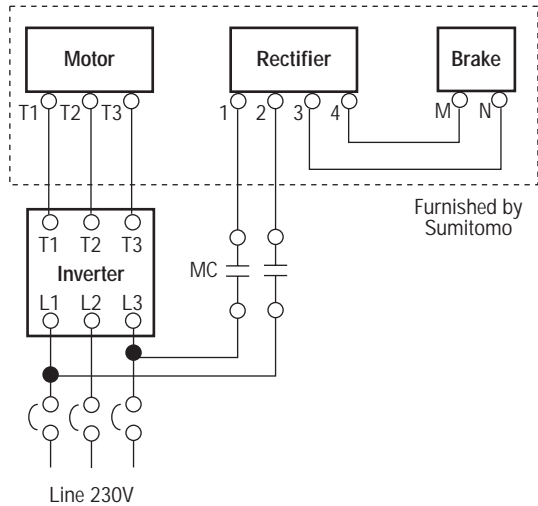 Motor
Rectifier
Brake
T1 T2 T3
1 2 3 4
M N
Furnished by
Sumitomo
T1 T2 T3
Inverter
MC
L1 L2 L3
Line 230V